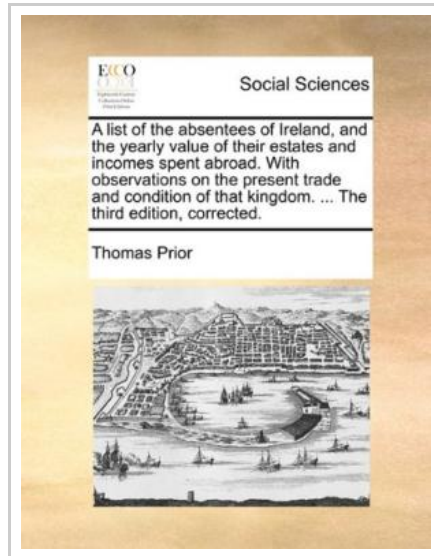 ECCO
Social Sciences
A list of the absentees of Ireland, and
the yearly value of their estates and
incomes spent abroad. With
observations on the present trade
and condition of that kingdom. ... The
third edition, corrected.
Thomas Prior